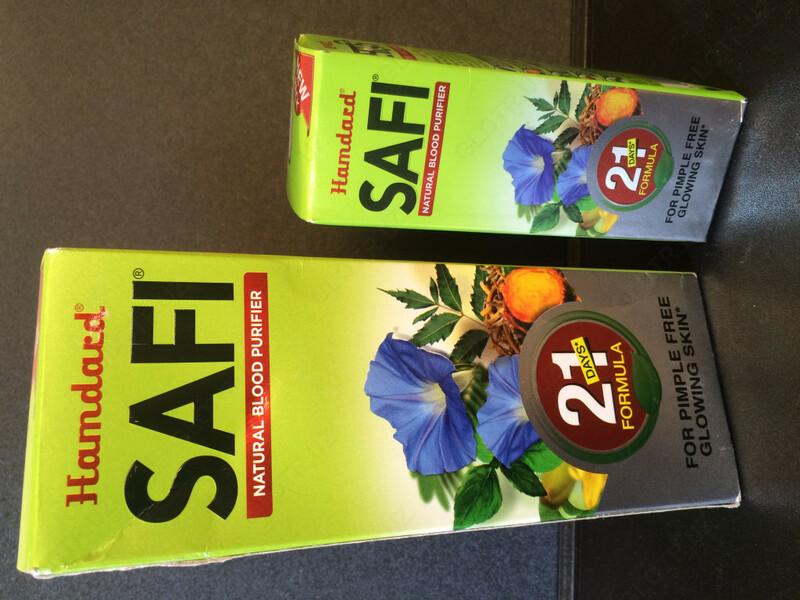 Hamdard®
SAFI®
NATURAL BLOOD PURIFIER
21
DAYS*
FORMULA
FOR PIMPLE FREE
GLOWING SKIN*
NEW
Hamdard®
SAFI®
NATURAL BLOOD PURIFIER
21
DAYS*
FORMULA
FOR PIMPLE FREE
GLOWING SKIN*